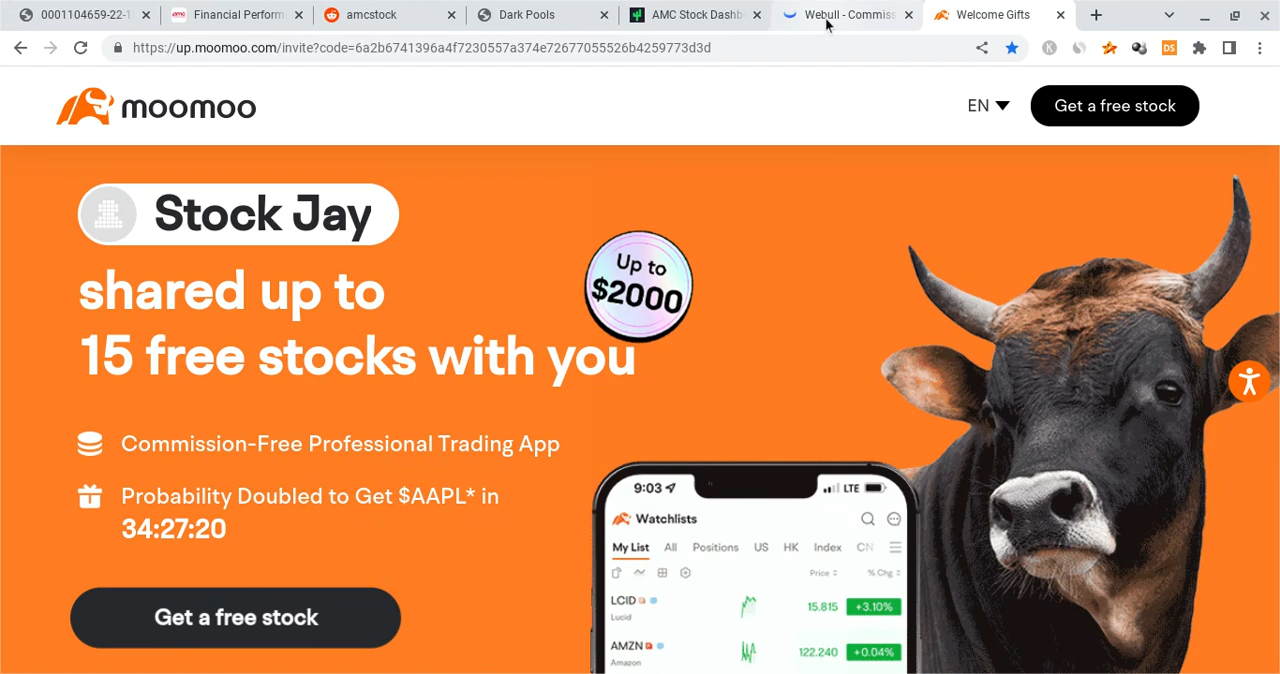 0001104659-22-1
Financial Perform
amcstock
Dark Pools
AMC Stock Dashb
Webull - Commiss
Welcome Gifts
https://up.moomoo.com/invite?code=6a2b6741396a4f7230557a374e72677055526b4259773d3d
moomoo
EN
Get a free stock
Stock Jay
shared up to
15 free stocks with you
Up to
$2000
Commission-Free Professional Trading App
Probability Doubled to Get $AAPL* in
34:27:20
Get a free stock
9:03
LTE
Watchlists
My List All Positions US HK Index CN
Price % Chg
LCID 15.815 +3.10%
Lucid
AMZN 122.240 +0.04%
Amazon